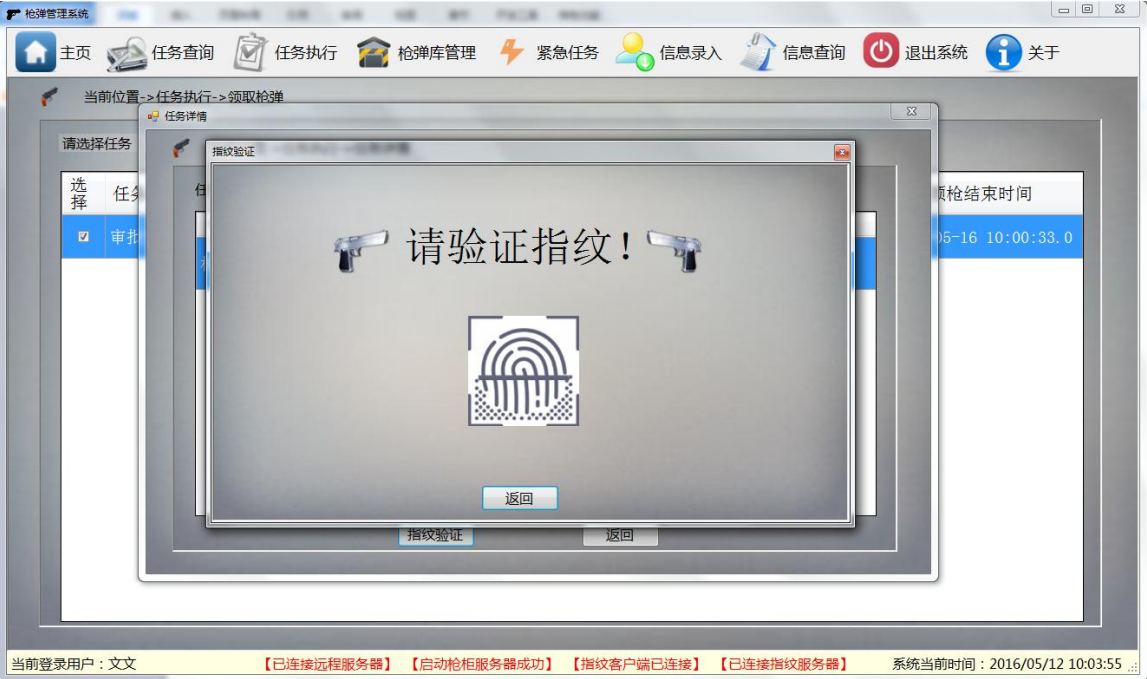 枪弹管理系统
主页 任务查询 任务执行 枪弹库管理 紧急任务 信息录入 信息查询 退出系统 关于
当前位置->任务执行->领取枪弹
任务详情
请选择任务
指纹验证
选择 任务 枪结束时间
任
审批 05-16 10:00:33.0
请验证指纹!
返回
指纹验证 返回
当前登录用户:文文 【已连接远程服务器】 【启动枪柜服务器成功】 【指纹客户端已连接】 【已连接指纹服务器】 系统当前时间:2016/05/12 10:03:55